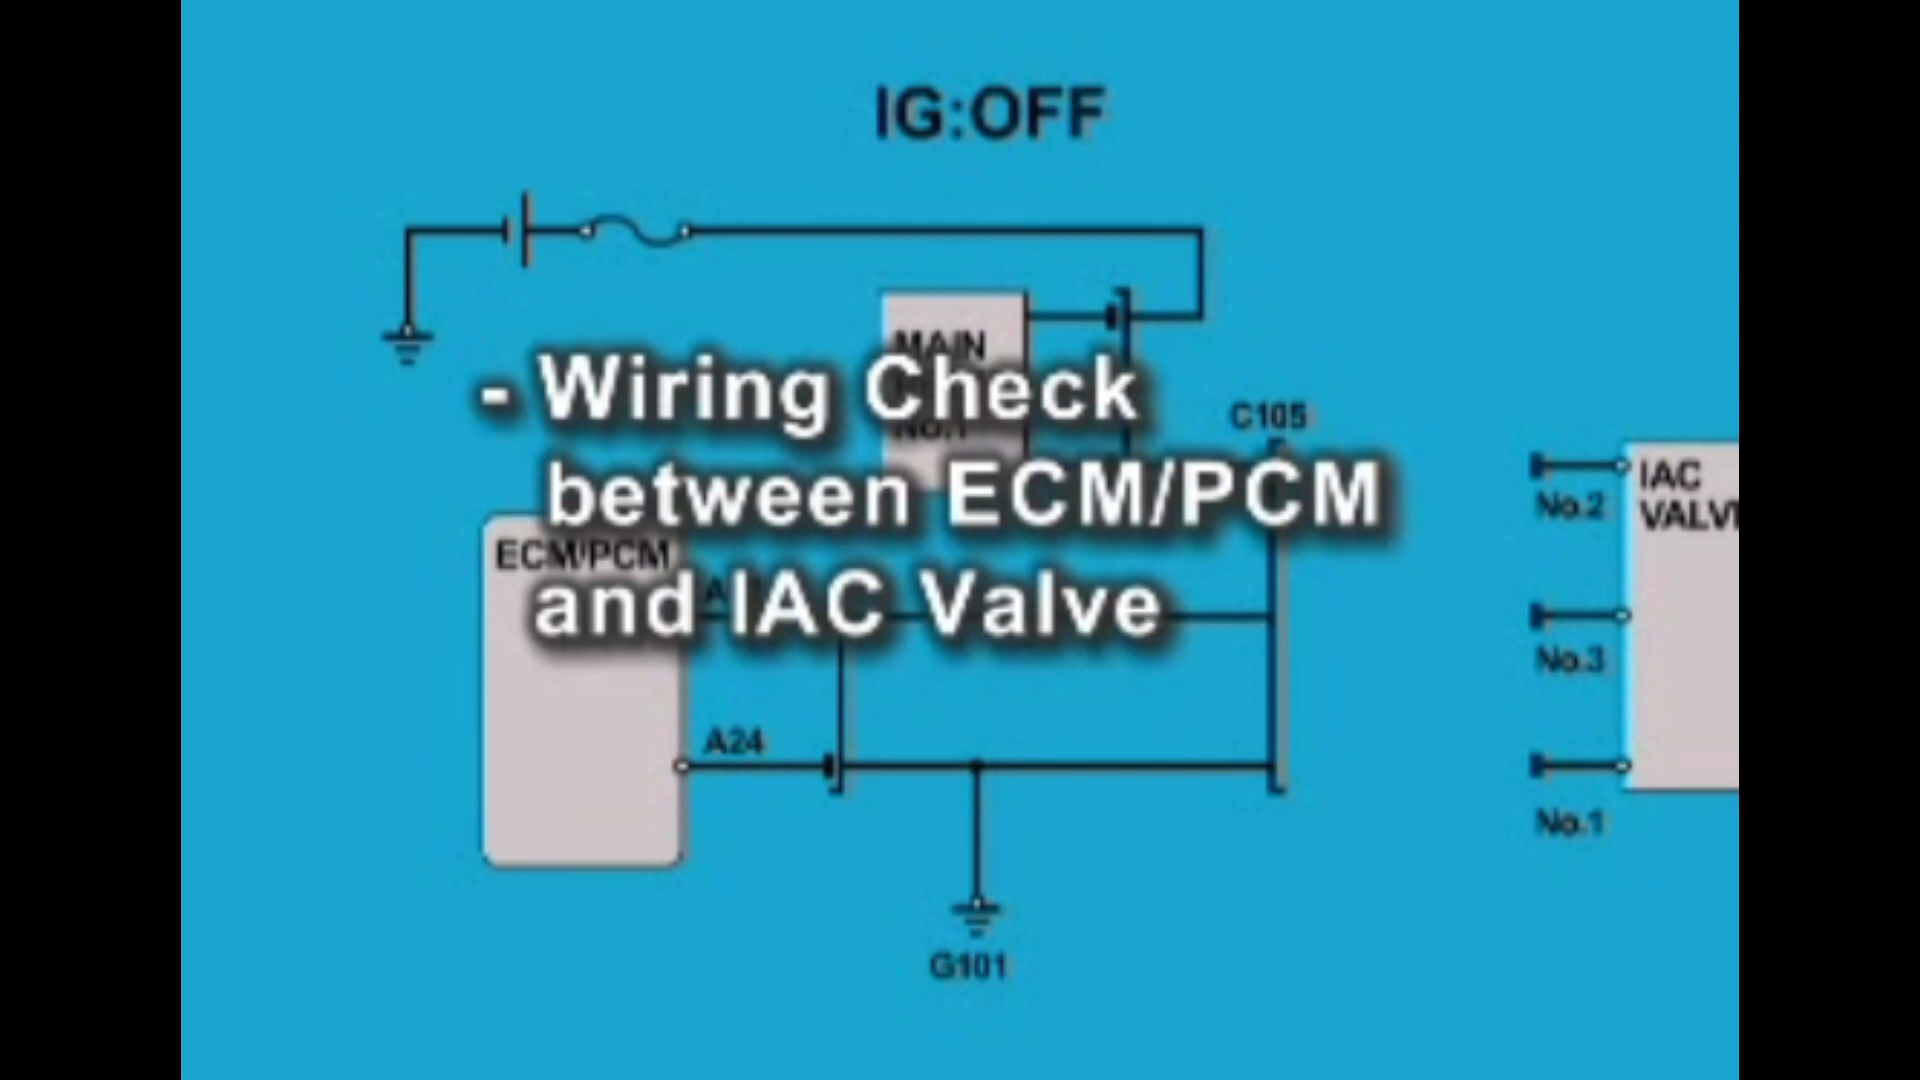 IG:OFF
MAIN
- Wiring Check
C105
between ECM/PCM
IAC
No.2
ECM/PCM
and IAC Valve
No.3
A24
No.1
G101